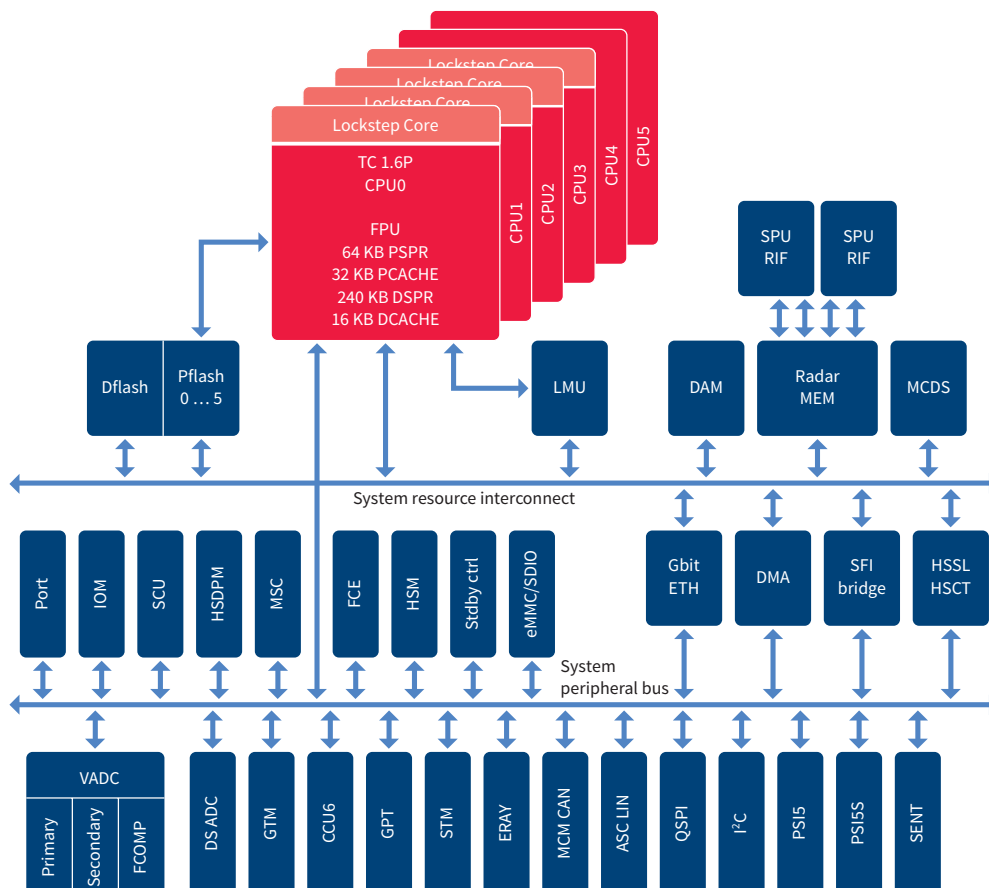 Lockstep Core
Lockstep Core
Lockstep Core
Lockstep Core
TC 1.6P
CPU0
FPU
64 KB PSPR
32 KB PCACHE
240 KB DSPR
16 KB DCACHE
CPU1
CPU2
CPU3
CPU4
CPU5
SPU
RIF
SPU
RIF
Dflash
Pflash
0 … 5
LMU
DAM
Radar
MEM
MCDS
System resource interconnect
Port
IOM
SCU
HSDPM
MSC
FCE
HSM
Stdby ctrl
eMMC/SDIO
Gbit
ETH
DMA
SFI
bridge
HSSL
HSCT
System
peripheral bus
VADC
Primary
Secondary
FCOMP
DS ADC
GTM
CCU6
GPT
STM
ERAY
MCM CAN
ASC LIN
QSPI
I²C
PSI5
PSI5S
SENT